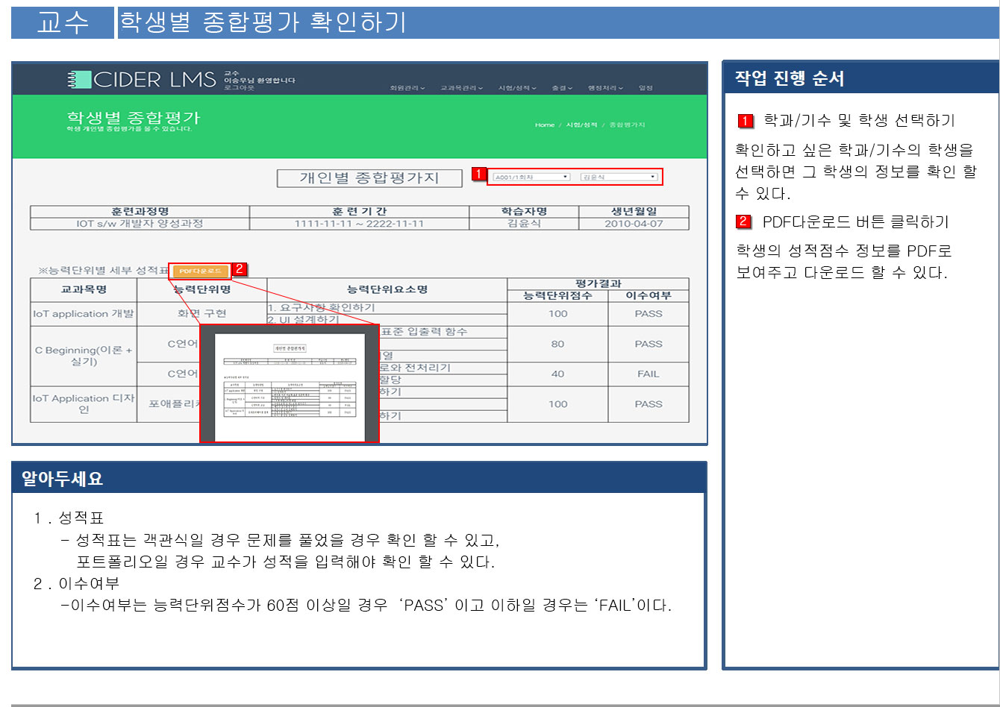 교수 학생별 종합평가 확인하기
CIDER LMS
교수
이승우님 환영합니다
로그아웃
회원관리 교과목관리 시험/성적 출결 행정처리 일정
학생별 종합평가
학생 개인별 종합평가를 볼 수 있습니다.
Home / 시험/성적 / 종합평가지
개인별 종합평가지
1
A001/1회차 김윤식
훈련과정명 훈 련 기 간 학습자명 생년월일
IOT s/w 개발자 양성과정 1111-11-11 ~ 2222-11-11 김윤식 2010-04-07
※능력단위별 세부 성적표 PDF다운로드 2
교과목명 능력단위명 능력단위요소명 평가결과
능력단위점수 이수여부
IoT application 개발 화면 구현 1. 요구사항 확인하기 100 PASS
2. UI 설계하기
C Beginning(이론 +
실기)
C언어 표준 입출력 함수 80 PASS
열
C언어 로와 전처리기 40 FAIL
할당
IoT Application 디자
인
포애플리케 하기 100 PASS
하기
개인별 종합평가지
작업 진행 순서
1 학과/기수 및 학생 선택하기
확인하고 싶은 학과/기수의 학생을
선택하면 그 학생의 정보를 확인 할
수 있다.
2 PDF다운로드 버튼 클릭하기
학생의 성적점수 정보를 PDF로
보여주고 다운로드 할 수 있다.
알아두세요
1 . 성적표
- 성적표는 객관식일 경우 문제를 풀었을 경우 확인 할 수 있고,
포트폴리오일 경우 교수가 성적을 입력해야 확인 할 수 있다.
2 . 이수여부
-이수여부는 능력단위점수가 60점 이상일 경우 ‘PASS’ 이고 이하일 경우는 ‘FAIL’이다.